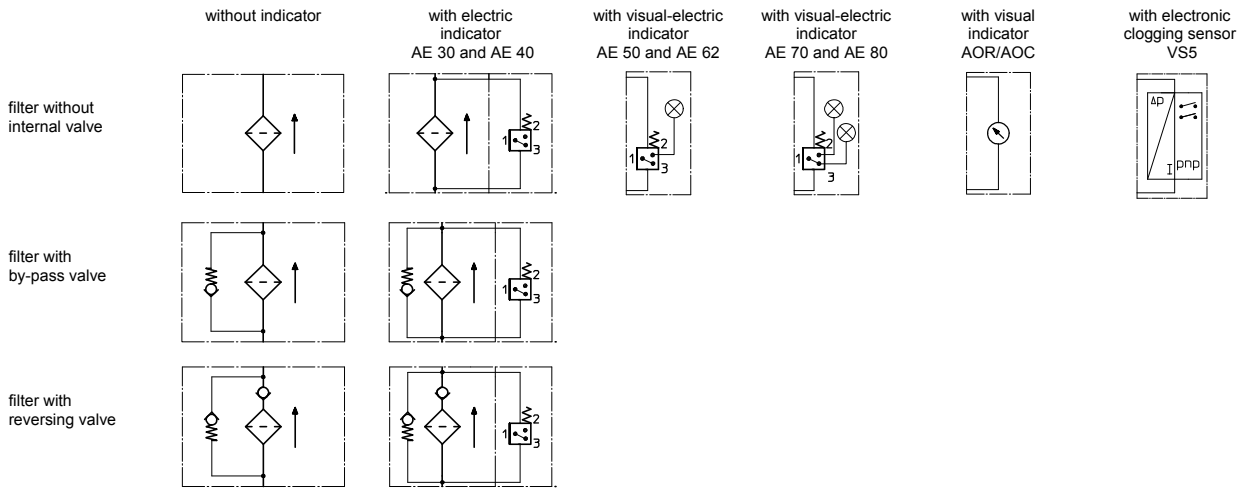 without indicator
with electric
indicator
AE 30 and AE 40
with visual-electric
indicator
AE 50 and AE 62
with visual-electric
indicator
AE 70 and AE 80
with visual
indicator
AOR/AOC
with electronic
clogging sensor
VS5
filter without
internal valve
1
2
3
1
2
3
1
2
3
Δp
I
pnp
filter with
by-pass valve
1
2
3
filter with
reversing valve
1
2
3